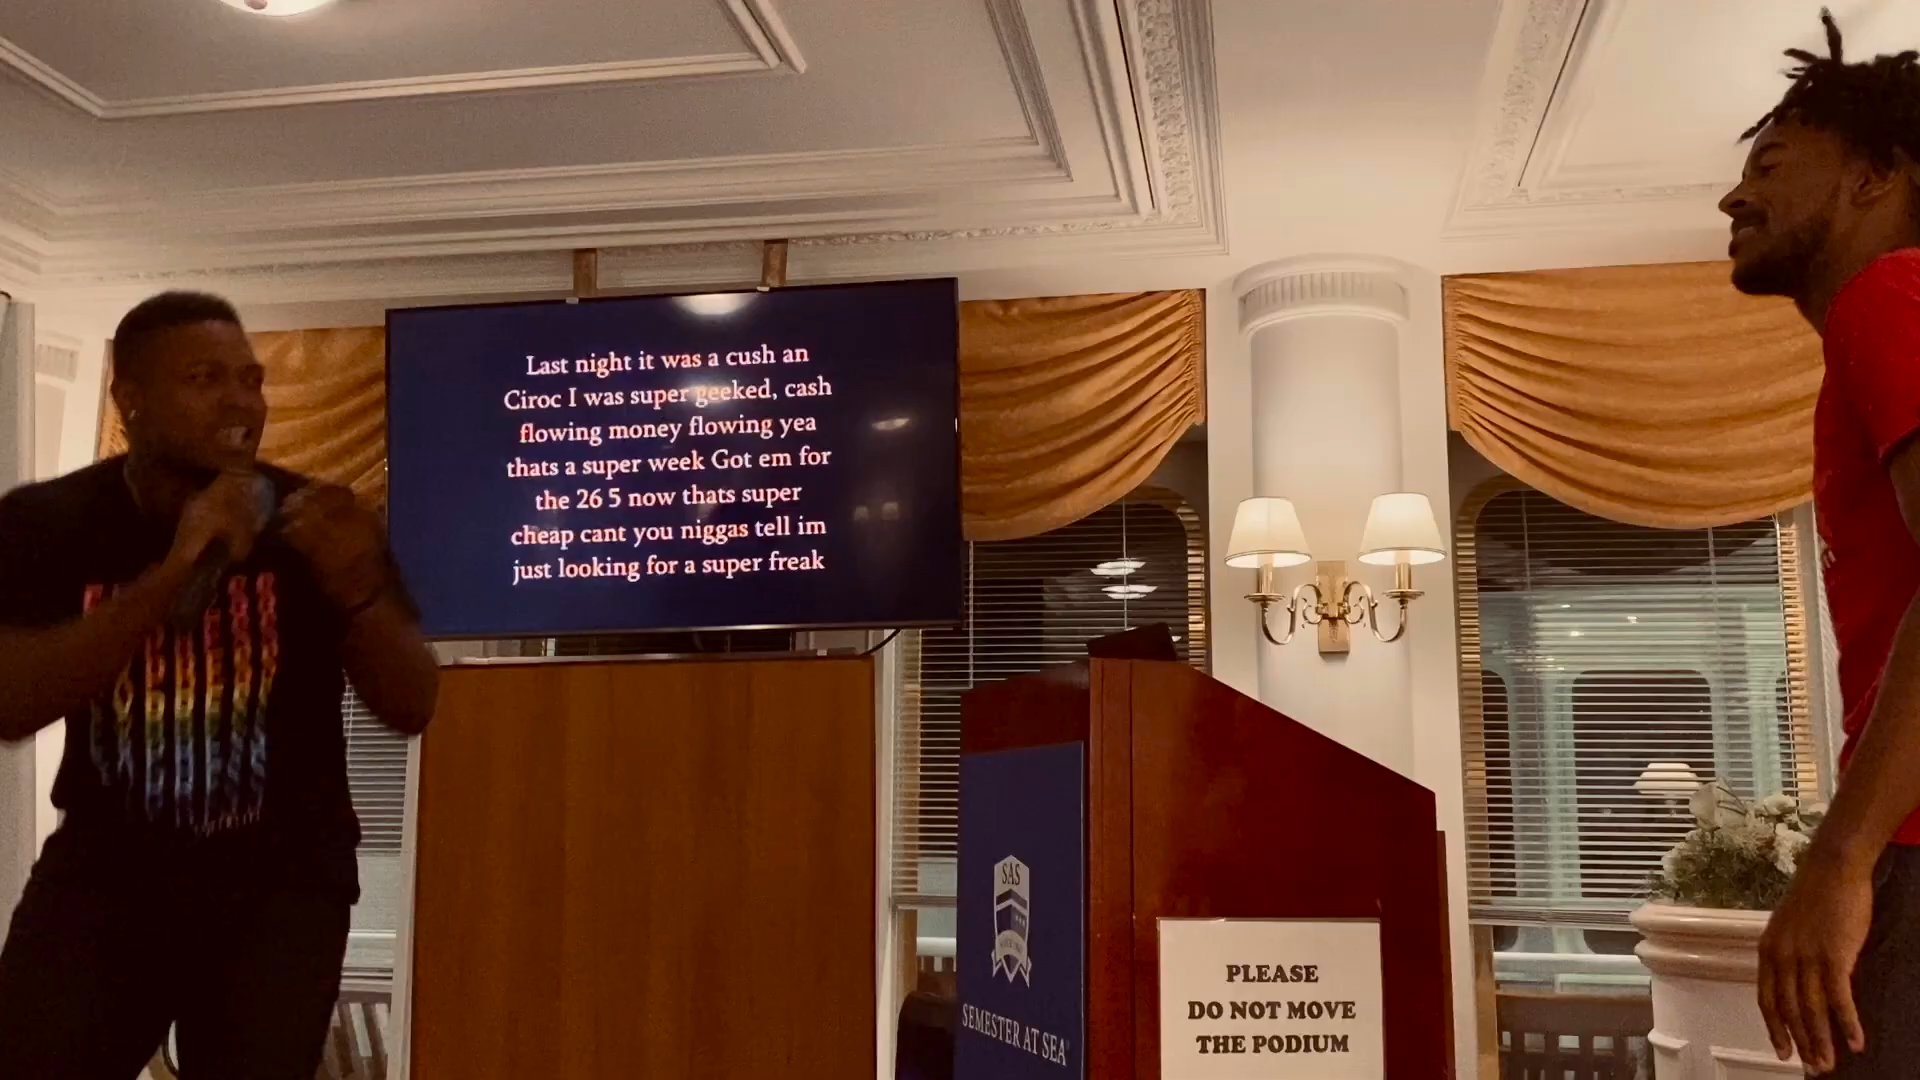 Last night it was a cush an
Ciroc I was super geeked, cash
flowing money flowing yea
thats a super week Got em for
the 26 5 now thats super
cheap cant you niggas tell im
just looking for a super freak
SAS
SEMESTER AT SEA
PLEASE
DO NOT MOVE
THE PODIUM